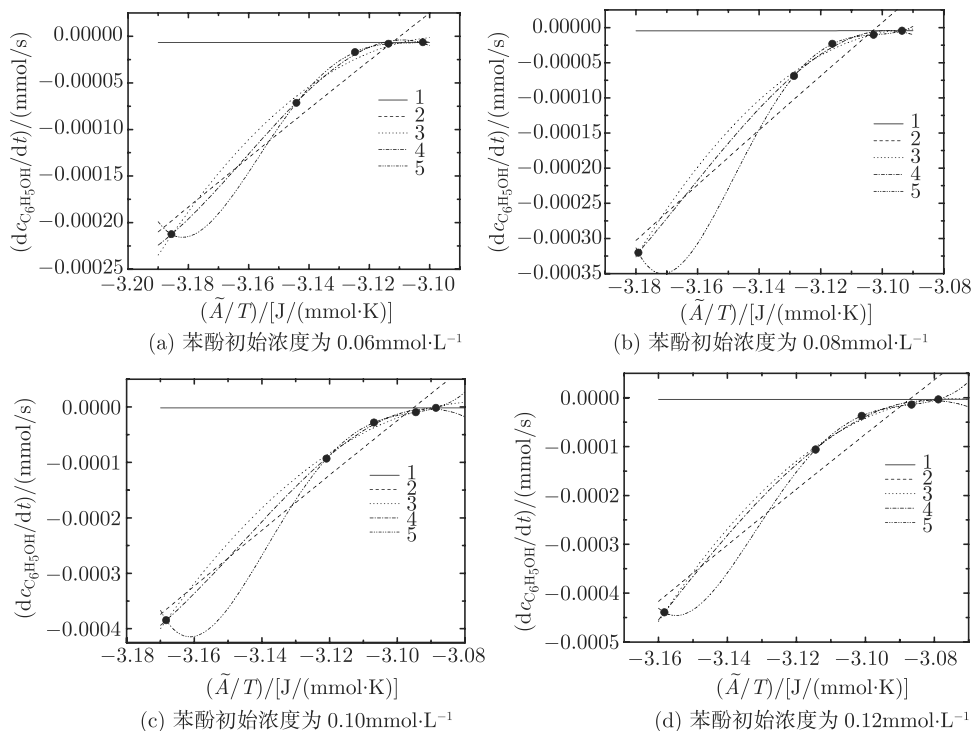 0.00000
−0.00005
−0.00010
−0.00015
−0.00020
−0.00025
−3.20 −3.18 −3.16 −3.14 −3.12 −3.10
(dc_{C₆H₅OH}/dt)/(mmol/s)
1
2
3
4
5
(Ã/T)/[J/(mmol·K)]
(a) 苯酚初始浓度为 0.06mmol·L⁻¹
0.00000
−0.00005
−0.00010
−0.00015
−0.00020
−0.00025
−0.00030
−0.00035
−3.18 −3.16 −3.14 −3.12 −3.10 −3.08
(dc_{C₆H₅OH}/dt)/(mmol/s)
1
2
3
4
5
(Ã/T)/[J/(mmol·K)]
(b) 苯酚初始浓度为 0.08mmol·L⁻¹
0.0000
−0.0001
−0.0002
−0.0003
−0.0004
−3.18 −3.16 −3.14 −3.12 −3.10 −3.08
(dc_{C₆H₅OH}/dt)/(mmol/s)
1
2
3
4
5
(Ã/T)/[J/(mmol·K)]
(c) 苯酚初始浓度为 0.10mmol·L⁻¹
0.0000
−0.0001
−0.0002
−0.0003
−0.0004
−0.0005
−3.16 −3.14 −3.12 −3.10 −3.08
(dc_{C₆H₅OH}/dt)/(mmol/s)
1
2
3
4
5
(Ã/T)/[J/(mmol·K)]
(d) 苯酚初始浓度为 0.12mmol·L⁻¹